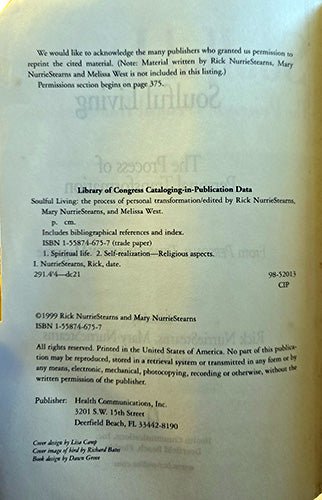 We would like to acknowledge the many publishers who granted us permission to
reprint the cited material. (Note: Material written by Rick NurrieStearns, Mary
NurrieStearns and Melissa West is not included in this listing.)
Permissions section begins on page 375.
Soulful Living
The Process of
Library of Congress Cataloging-in-Publication Data
Soulful Living: the process of personal transformation/edited by Rick NurrieStearns,
Mary NurrieStearns, and Melissa West.
p. cm.
Includes bibliographical references and index.
ISBN 1-55874-675-7 (trade paper)
1. Spiritual life. 2. Self-realization—Religious aspects.
I. NurrieStearns, Rick, date.
291.4'4—dc21 98-52013
CIP
©1999 Rick NurrieStearns and Mary NurrieStearns
ISBN 1-55874-675-7
All rights reserved. Printed in the United States of America. No part of this publica-
tion may be reproduced, stored in a retrieval system or transmitted in any form or by
any means, electronic, mechanical, photocopying, recording or otherwise, without the
written permission of the publisher.
Publisher: Health Communications, Inc.
3201 S.W. 15th Street
Deerfield Beach, FL 33442-8190
Cover design by Lisa Camp
Cover image of bird by Richard Bates
Book design by Dawn Grove